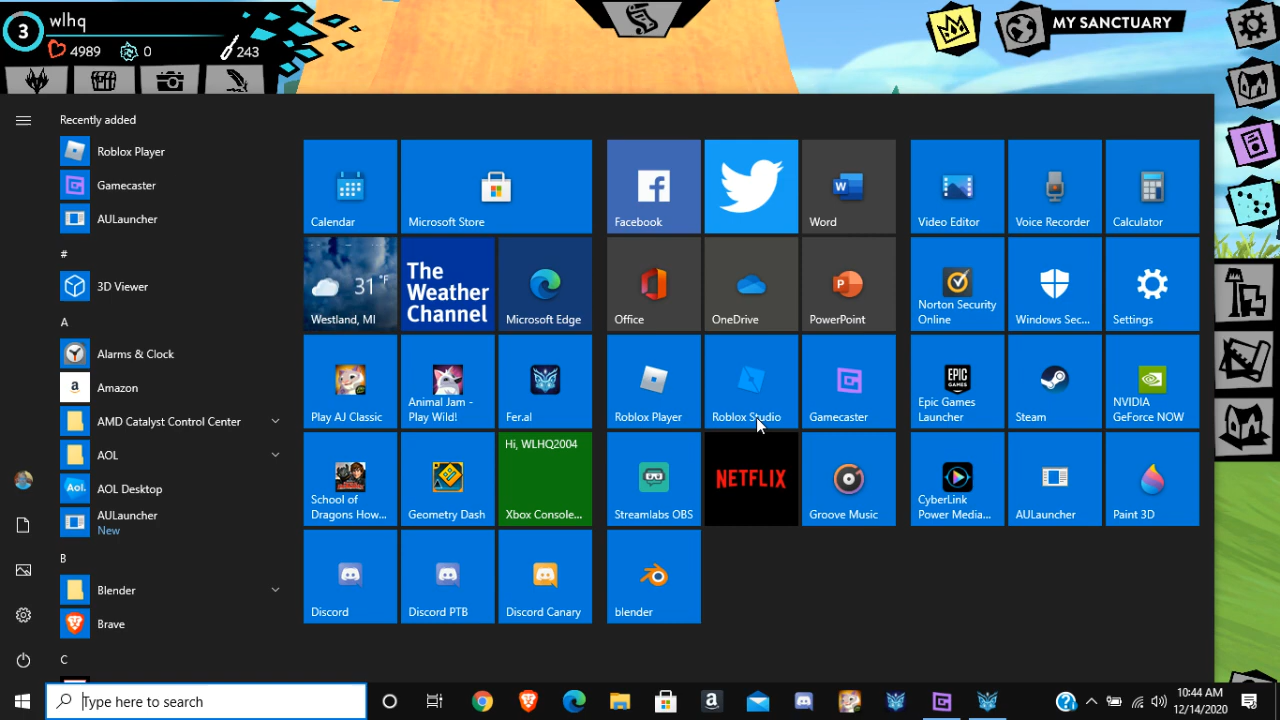 3
wlhq
4989
0
243
MY SANCTUARY
Recently added
Roblox Player
Gamecaster
AULauncher
#
3D Viewer
A
Alarms & Clock
Amazon
AMD Catalyst Control Center
AOL
Aol.
AOL Desktop
AULauncher
New
B
Blender
Brave
C
Calendar
Microsoft Store
31 °F
Westland, MI
The
Weather
Channel
Microsoft Edge
Play AJ Classic
Animal Jam -
Play Wild!
Fer.al
School of
Dragons How...
Geometry Dash
Hi, WLHQ2004
Xbox Console...
Discord
Discord PTB
Discord Canary
Facebook
Word
Office
OneDrive
PowerPoint
Roblox Player
Roblox Studio
Gamecaster
Streamlabs OBS
NETFLIX
Groove Music
blender
Video Editor
Voice Recorder
Calculator
Norton Security
Online
Windows Sec...
Settings
EPIC
GAMES
Epic Games
Launcher
Steam
NVIDIA
GeForce NOW
CyberLink
Power Media...
AULauncher
Paint 3D
Type here to search
10:44 AM
12/14/2020